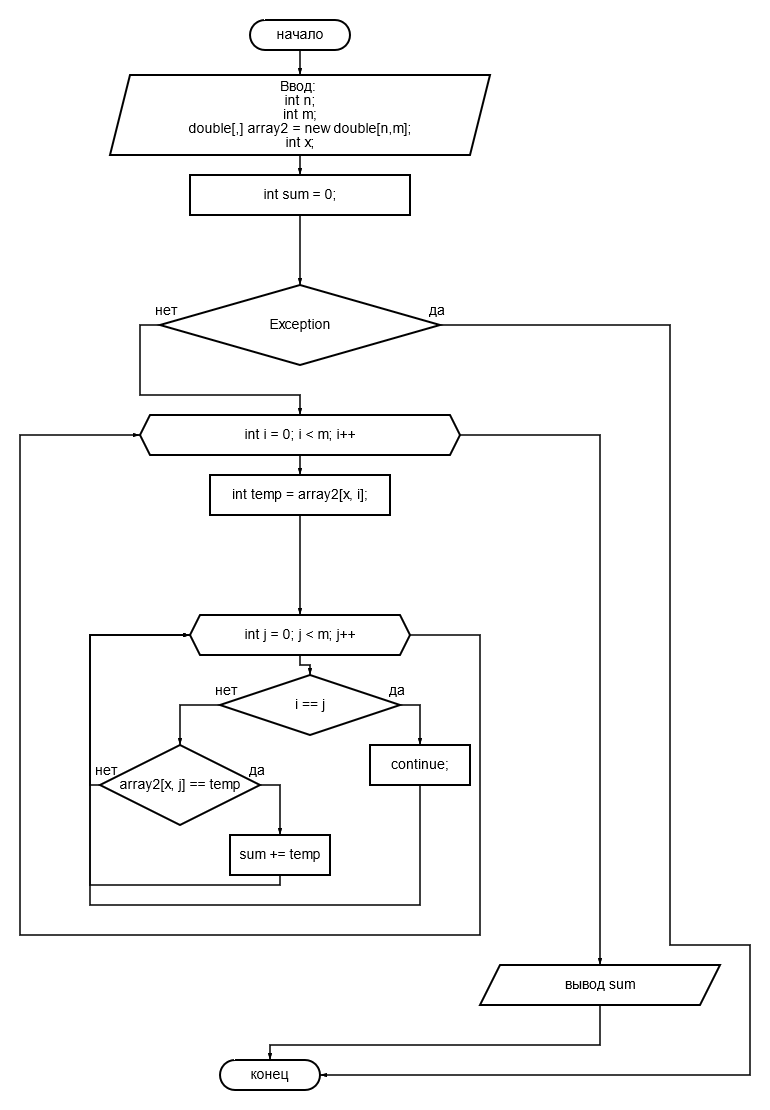 начало
Ввод:
int n;
int m;
double[,] array2 = new double[n,m];
int x;
int sum = 0;
нет
да
Exception
int i = 0; i < m; i++
int temp = array2[x, i];
int j = 0; j < m; j++
нет
да
i == j
continue;
нет
да
array2[x, j] == temp
sum += temp
вывод sum
конец